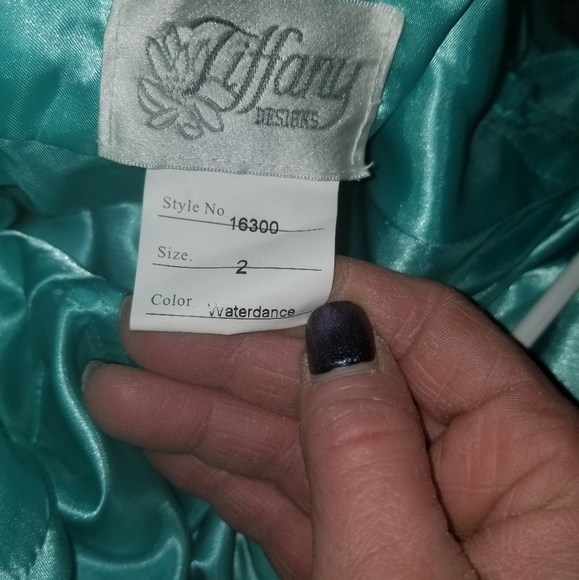 Tiffany
DESIGNS
Style No 16300
Size. 2
Color Waterdance